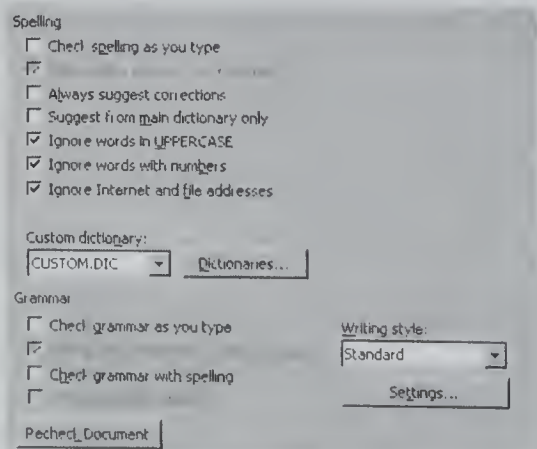 Spelling
Check spelling as you type
Always suggest corrections
Suggest from main dictionary only
Ignore words in UPPERCASE
Ignore words with numbers
Ignore Internet and file addresses
Custom dictionary:
CUSTOM.DIC
Dictionaries...
Grammar
Check grammar as you type
Writing style:
Standard
Check grammar with spelling
Settings...
Recheck Document